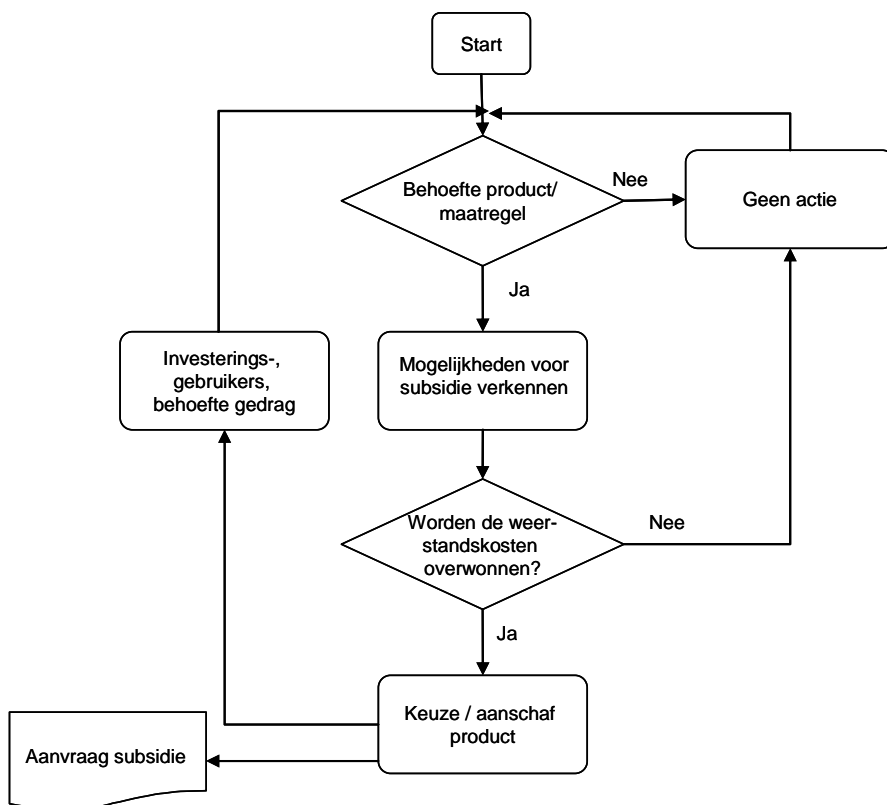 Start
Behoefte product/
maatregel
Nee
Geen actie
Ja
Investerings-,
gebruikers,
behoefte gedrag
Mogelijkheden voor
subsidie verkennen
Worden de weer-
standskosten
overwonnen?
Nee
Ja
Keuze / aanschaf
product
Aanvraag subsidie